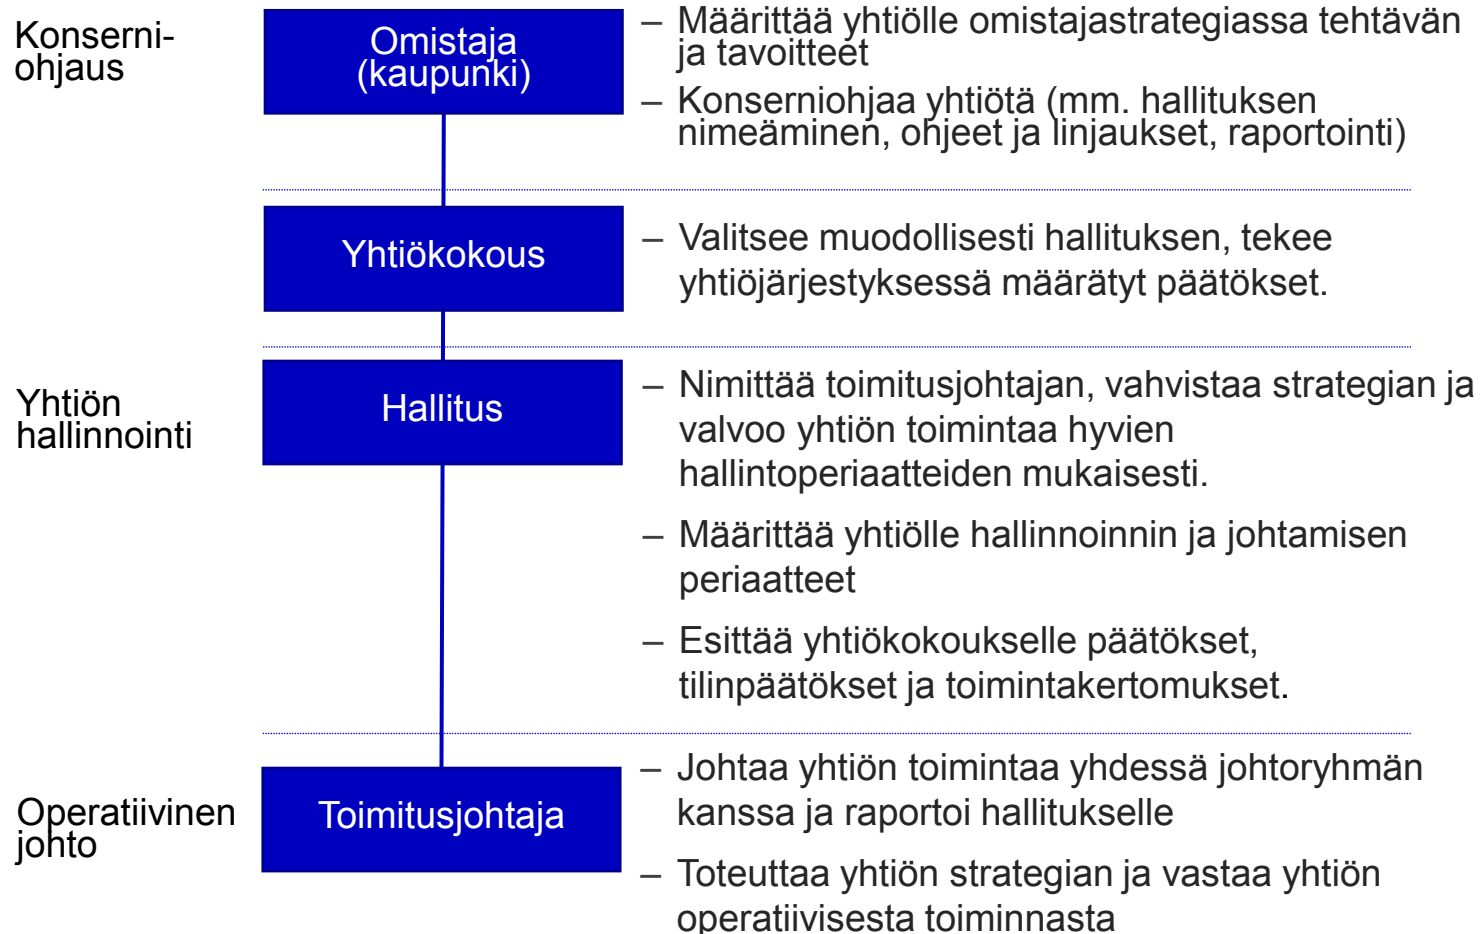 Konserni-
ohjaus
Omistaja
(kaupunki)
– Määrittää yhtiölle omistajastrategiassa tehtävän
ja tavoitteet
– Konserniohjaa yhtiötä (mm. hallituksen
nimeäminen, ohjeet ja linjaukset, raportointi)
Yhtiökokous
– Valitsee muodollisesti hallituksen, tekee
yhtiöjärjestyksessä määrätyt päätökset.
Yhtiön
hallinnointi
Hallitus
– Nimittää toimitusjohtajan, vahvistaa strategian ja
valvoo yhtiön toimintaa hyvien
hallintoperiaatteiden mukaisesti.
– Määrittää yhtiölle hallinnoinnin ja johtamisen
periaatteet
– Esittää yhtiökokoukselle päätökset,
tilinpäätökset ja toimintakertomukset.
Operatiivinen
johto
Toimitusjohtaja
– Johtaa yhtiön toimintaa yhdessä johtoryhmän
kanssa ja raportoi hallitukselle
– Toteuttaa yhtiön strategian ja vastaa yhtiön
operatiivisesta toiminnasta